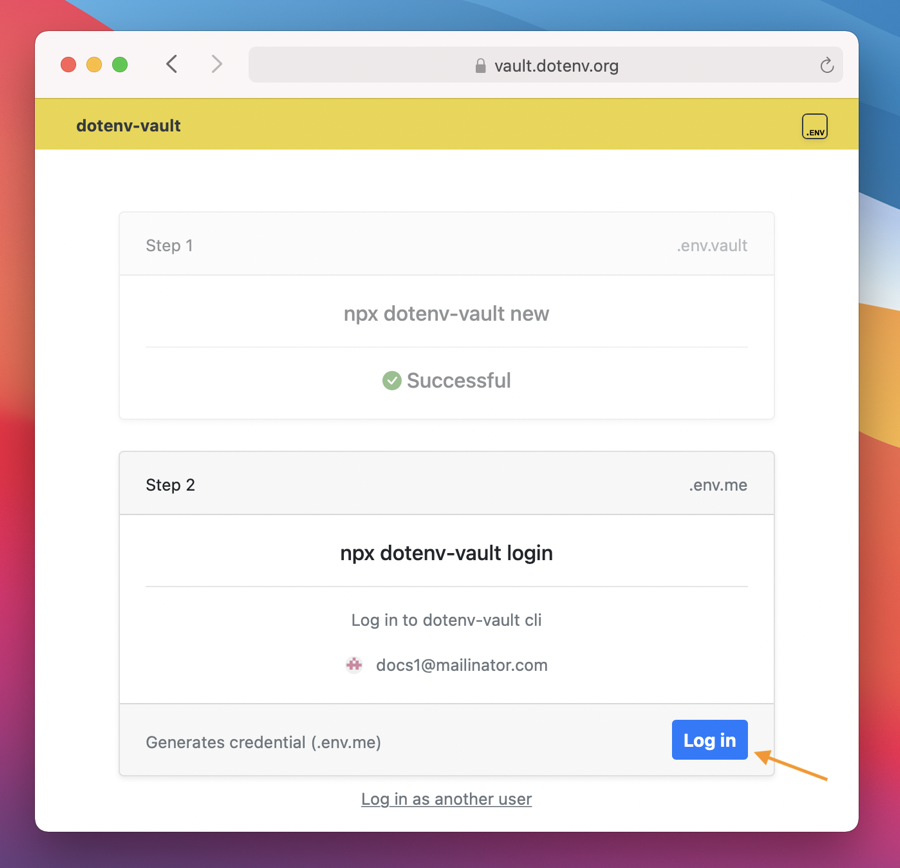 vault.dotenv.org
dotenv-vault
.ENV
Step 1
.env.vault
npx dotenv-vault new
Successful
Step 2
.env.me
npx dotenv-vault login
Log in to dotenv-vault cli
docs1@mailinator.com
Generates credential (.env.me)
Log in
Log in as another user